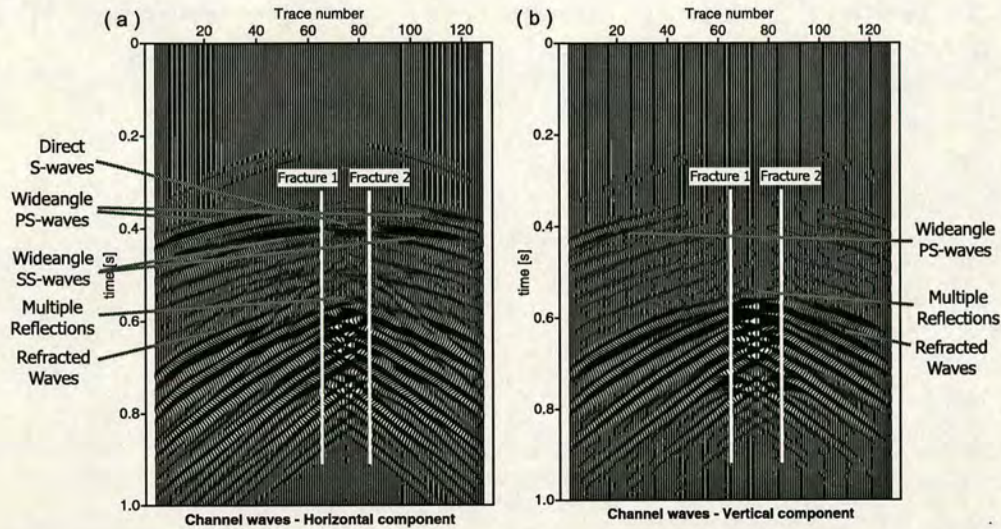 ( a )
Trace number
20 40 60 80 100 120
0
0.2
0.4
0.6
0.8
1.0
time [s]
Direct
S-waves
Wideangle
PS-waves
Wideangle
SS-waves
Multiple
Reflections
Refracted
Waves
Fracture 1
Fracture 2
Channel waves - Horizontal component
( b )
Trace number
20 40 60 80 100 120
0
0.2
0.4
0.6
0.8
1.0
time [s]
Fracture 1
Fracture 2
Wideangle
PS-waves
Multiple
Reflections
Refracted
Waves
Channel waves - Vertical component